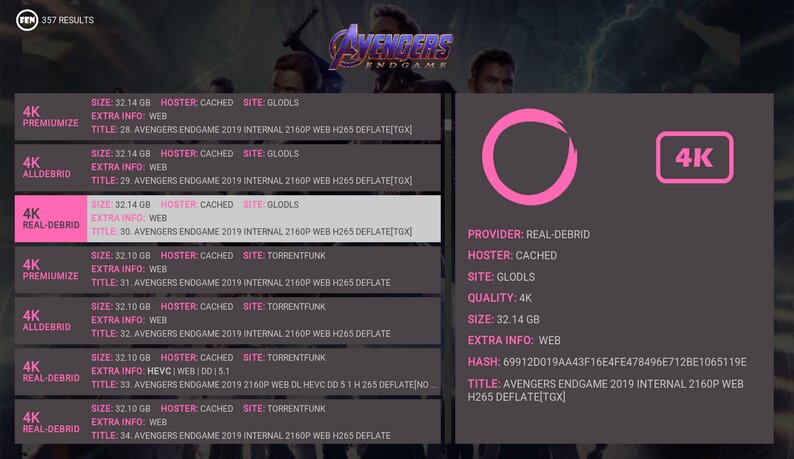 FEN 357 RESULTS
AVENGERS
ENDGAME
4K
PREMIUMIZE
SIZE: 32.14 GB HOSTER: CACHED SITE: GLODLS
EXTRA INFO: WEB
TITLE: 28. AVENGERS ENDGAME 2019 INTERNAL 2160P WEB H265 DEFLATE[TGX]
4K
ALLDEBRID
SIZE: 32.14 GB HOSTER: CACHED SITE: GLODLS
EXTRA INFO: WEB
TITLE: 29. AVENGERS ENDGAME 2019 INTERNAL 2160P WEB H265 DEFLATE[TGX]
4K
REAL-DEBRID
SIZE: 32.14 GB HOSTER: CACHED SITE: GLODLS
EXTRA INFO: WEB
TITLE: 30. AVENGERS ENDGAME 2019 INTERNAL 2160P WEB H265 DEFLATE[TGX]
4K
PREMIUMIZE
SIZE: 32.10 GB HOSTER: CACHED SITE: TORRENTFUNK
EXTRA INFO: WEB
TITLE: 31. AVENGERS ENDGAME 2019 INTERNAL 2160P WEB H265 DEFLATE
4K
ALLDEBRID
SIZE: 32.10 GB HOSTER: CACHED SITE: TORRENTFUNK
EXTRA INFO: WEB
TITLE: 32. AVENGERS ENDGAME 2019 INTERNAL 2160P WEB H265 DEFLATE
4K
REAL-DEBRID
SIZE: 32.10 GB HOSTER: CACHED SITE: TORRENTFUNK
EXTRA INFO: HEVC | WEB | DD | 5.1
TITLE: 33. AVENGERS ENDGAME 2019 2160P WEB DL HEVC DD 5 1 H 265 DEFLATE[NO ...
4K
REAL-DEBRID
SIZE: 32.10 GB HOSTER: CACHED SITE: TORRENTFUNK
EXTRA INFO: WEB
TITLE: 34. AVENGERS ENDGAME 2019 INTERNAL 2160P WEB H265 DEFLATE
4K
PROVIDER: REAL-DEBRID
HOSTER: CACHED
SITE: GLODLS
QUALITY: 4K
SIZE: 32.14 GB
EXTRA INFO: WEB
HASH: 69912D019AA43F16E4FE478496E712BE1065119E
TITLE: AVENGERS ENDGAME 2019 INTERNAL 2160P WEB
H265 DEFLATE[TGX]